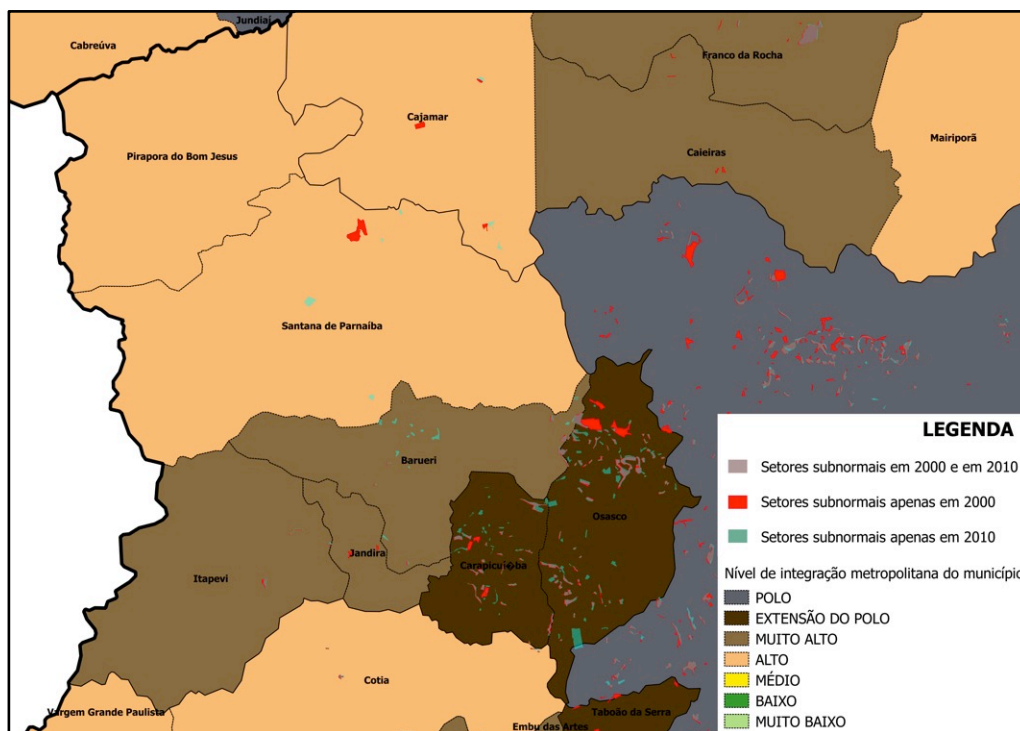 Jundiaí
Cabreúva
Franco da Rocha
Cajamar
Mairiporã
Caieiras
Pirapora do Bom Jesus
Santana de Parnaíba
Barueri
Osasco
Jandira
Carapicui�ba
Itapevi
Cotia
Vargem Grande Paulista
Embu das Artes
Taboão da Serra
LEGENDA
Setores subnormais em 2000 e em 2010
Setores subnormais apenas em 2000
Setores subnormais apenas em 2010
Nível de integração metropolitana do município
POLO
EXTENSÃO DO POLO
MUITO ALTO
ALTO
MÉDIO
BAIXO
MUITO BAIXO